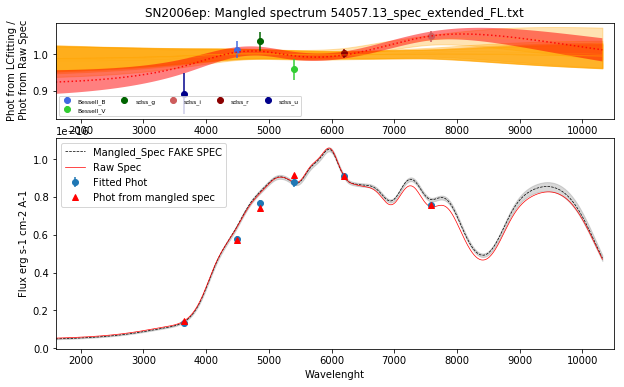 SN2006ep: Mangled spectrum 54057.13_spec_extended_FL.txt
Phot from LCfitting /
Phot from Raw Spec
1.0
0.9
Bessell_B
sdss_g
sdss_i
sdss_r
sdss_u
Bessell_V
2000 3000 4000 5000 6000 7000 8000 9000 10000
1e-16
Flux erg s-1 cm-2 A-1
1.0
0.8
0.6
0.4
0.2
0.0
Mangled_Spec FAKE SPEC
Raw Spec
Fitted Phot
Phot from mangled spec
2000 3000 4000 5000 6000 7000 8000 9000 10000
Wavelenght